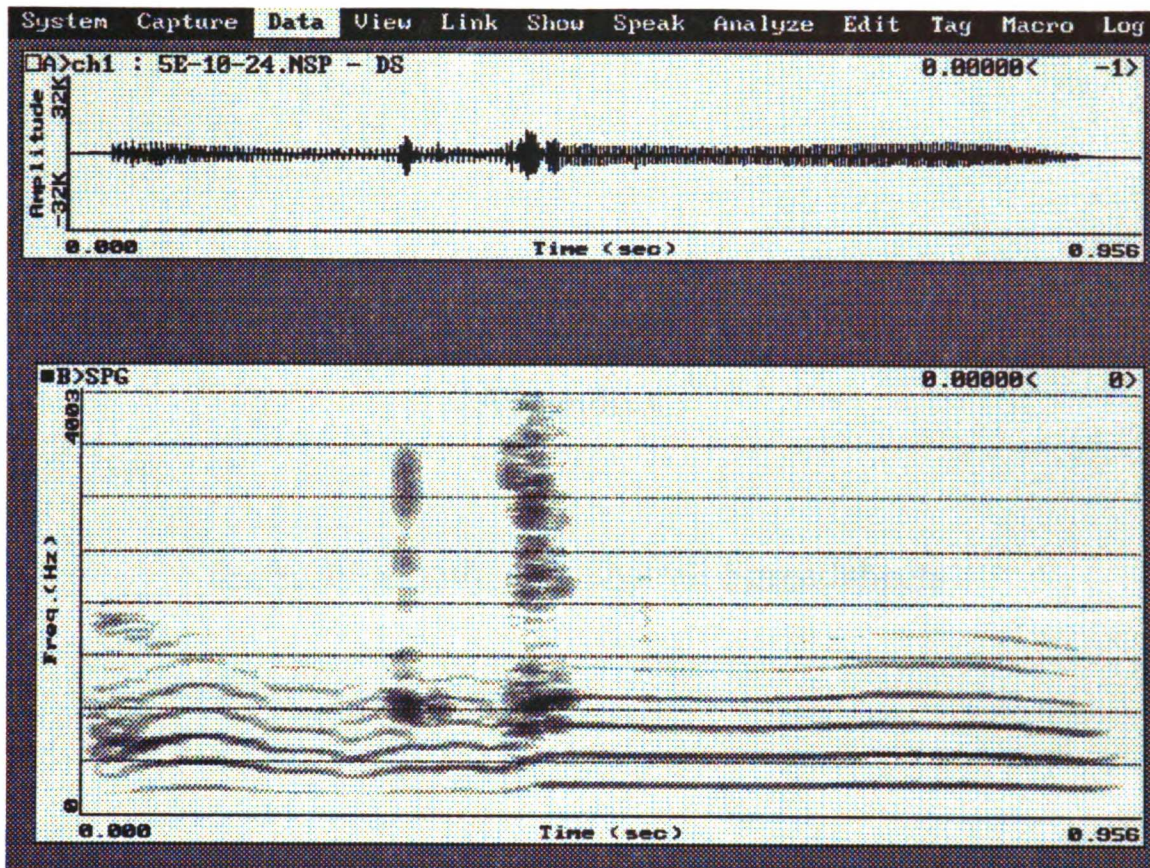 System Capture Data View Link Show Speak Analyze Edit Tag Macro Log
□A>ch1 : 5E-10-24.NSP - DS 0.00000< -1>
Amplitude
32K
-32K
0.000 Time (sec) 0.956
■B>SPG 0.00000< 0>
4003
Freq.(Hz)
0
0.000 Time (sec) 0.956